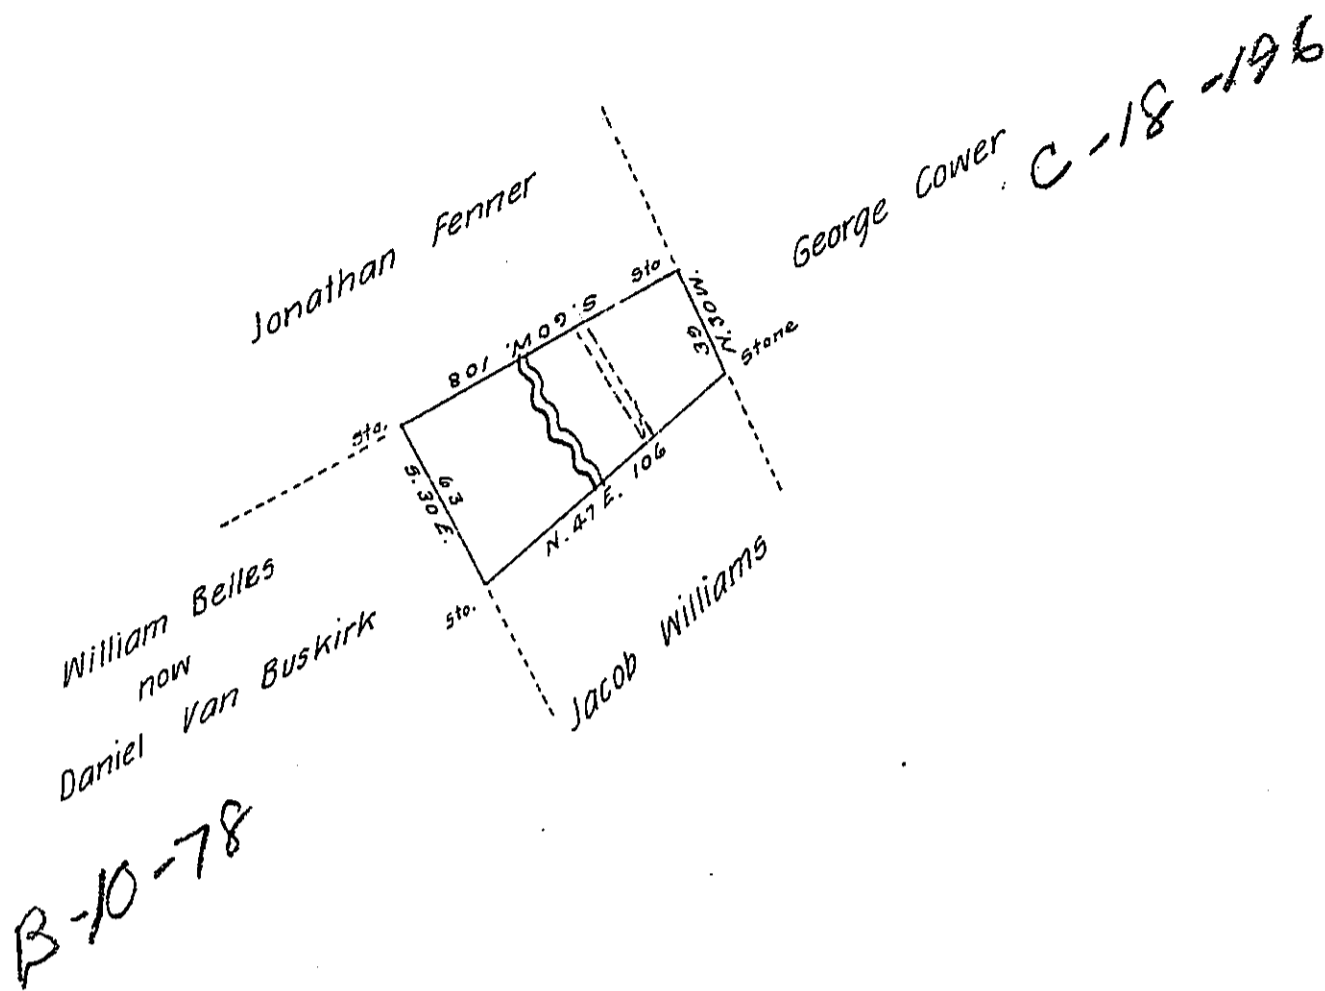 C-18-196
George Cower
Jonathan Fenner
Sto
S. 60 W. 108
N. 30 W.
39
Stone
Sto.
63
S. 30 E.
N. 47 E. 106
Sto.
William Belles
now
Daniel Van Buskirk
Jacob Williams
B-10-78